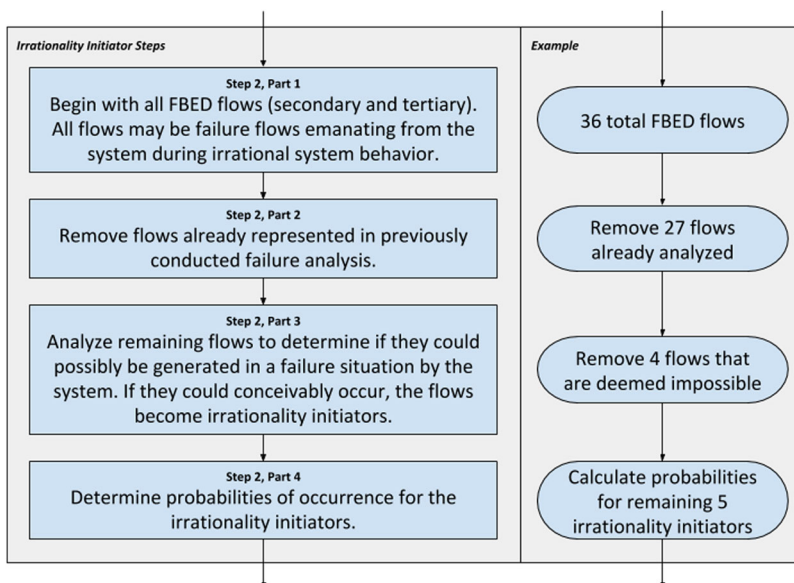 Irrationality Initiator Steps
Step 2, Part 1
Begin with all FBED flows (secondary and tertiary).
All flows may be failure flows emanating from the
system during irrational system behavior.
Step 2, Part 2
Remove flows already represented in previously
conducted failure analysis.
Step 2, Part 3
Analyze remaining flows to determine if they could
possibly be generated in a failure situation by the
system. If they could conceivably occur, the flows
become irrationality initiators.
Step 2, Part 4
Determine probabilities of occurrence for the
irrationality initiators.
Example
36 total FBED flows
Remove 27 flows
already analyzed
Remove 4 flows that
are deemed impossible
Calculate probabilities
for remaining 5
irrationality initiators